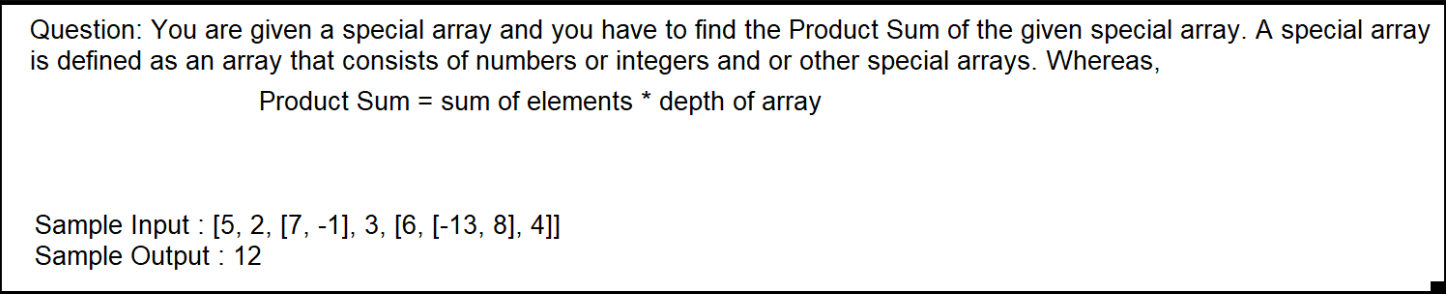 Question: You are given a special array and you have to find the Product Sum of the given special array. A special array
is defined as an array that consists of numbers or integers and or other special arrays. Whereas,
Product Sum = sum of elements * depth of array
Sample Input : [5, 2, [7, -1], 3, [6, [-13, 8], 4]]
Sample Output : 12